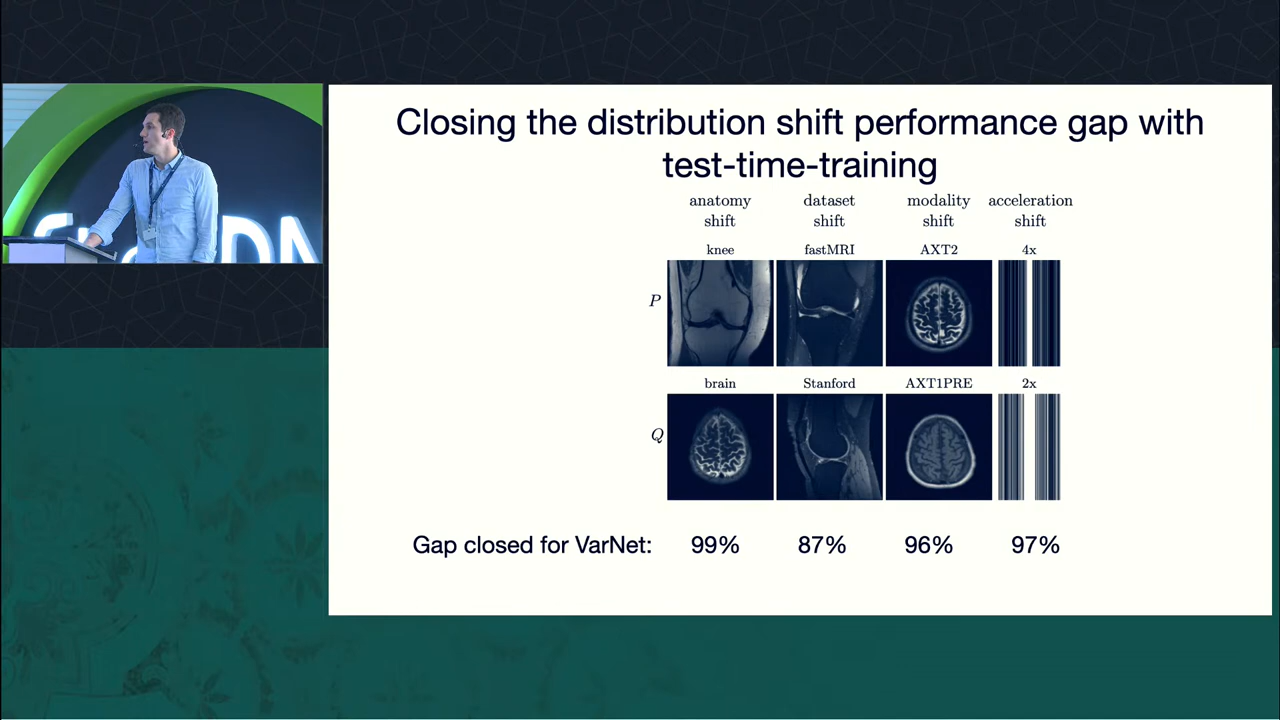 Closing the distribution shift performance gap with
test-time-training
anatomy shift
dataset shift
modality shift
acceleration shift
knee
fastMRI
AXT2
4x
P
brain
Stanford
AXT1PRE
2x
Q
Gap closed for VarNet: 99% 87% 96% 97%